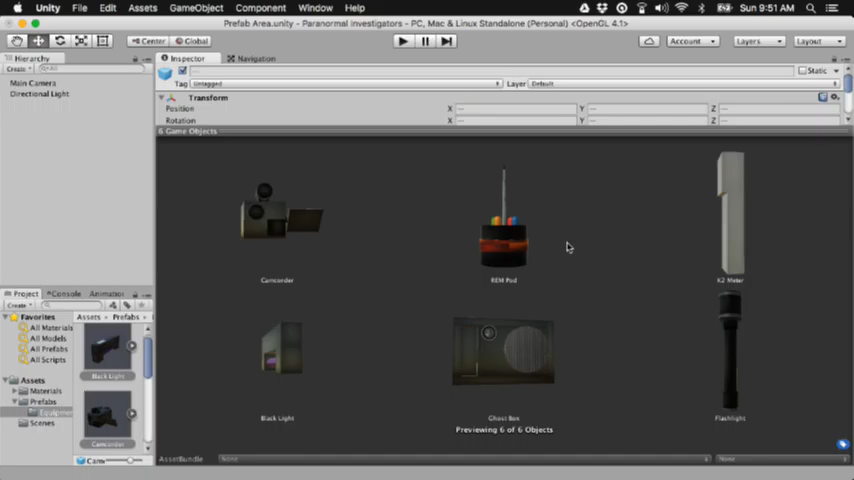 Unity File Edit Assets GameObject Component Window Help Sun 9:51 AM
Prefab Area.unity - Paranormal Investigators - PC, Mac & Linux Standalone (Personal) <OpenGL 4.1>
Center Global Account Layers Layout
Hierarchy Inspector Navigation
Create All
Static
Tag Untagged Layer Default
Main Camera
Directional Light
Transform
Position X — Y — Z —
Rotation X — Y — Z —
6 Game Objects
Camcorder REM Pod K2 Meter
Project Console Animation
Create
Favorites
All Materials
All Models
All Prefabs
All Scripts
Assets
Materials
Prefabs
Equipmen
Scenes
Assets Prefabs
Black Light
Camcorder
Came
Black Light Ghost Box Flashlight
Previewing 6 of 6 Objects
AssetBundle None None